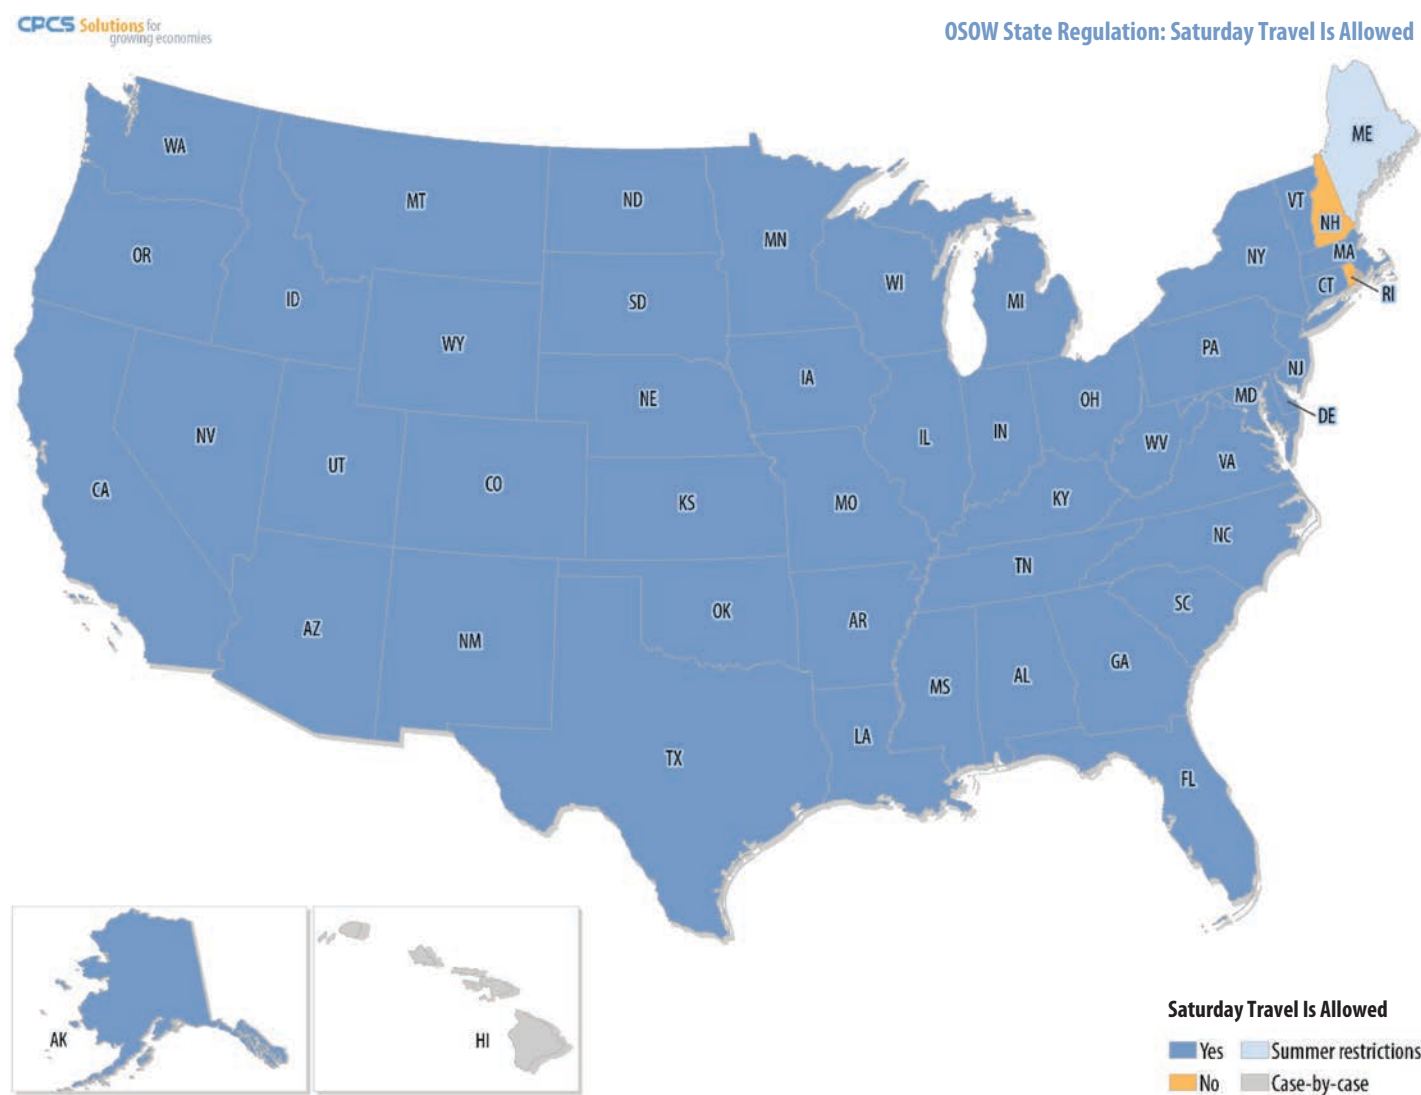 CPCS Solutions for
growing economies
OSOW State Regulation: Saturday Travel Is Allowed
WA
MT
ND
MN
ME
VT
NH
OR
ID
SD
WI
MI
NY
MA
CT
RI
WY
IA
PA
NJ
NE
OH
MD
DE
NV
UT
CO
IL
IN
WV
VA
CA
KS
MO
KY
NC
TN
AZ
NM
OK
AR
SC
MS
AL
GA
TX
LA
FL
AK
HI
Saturday Travel Is Allowed
Yes
Summer restrictions
No
Case-by-case